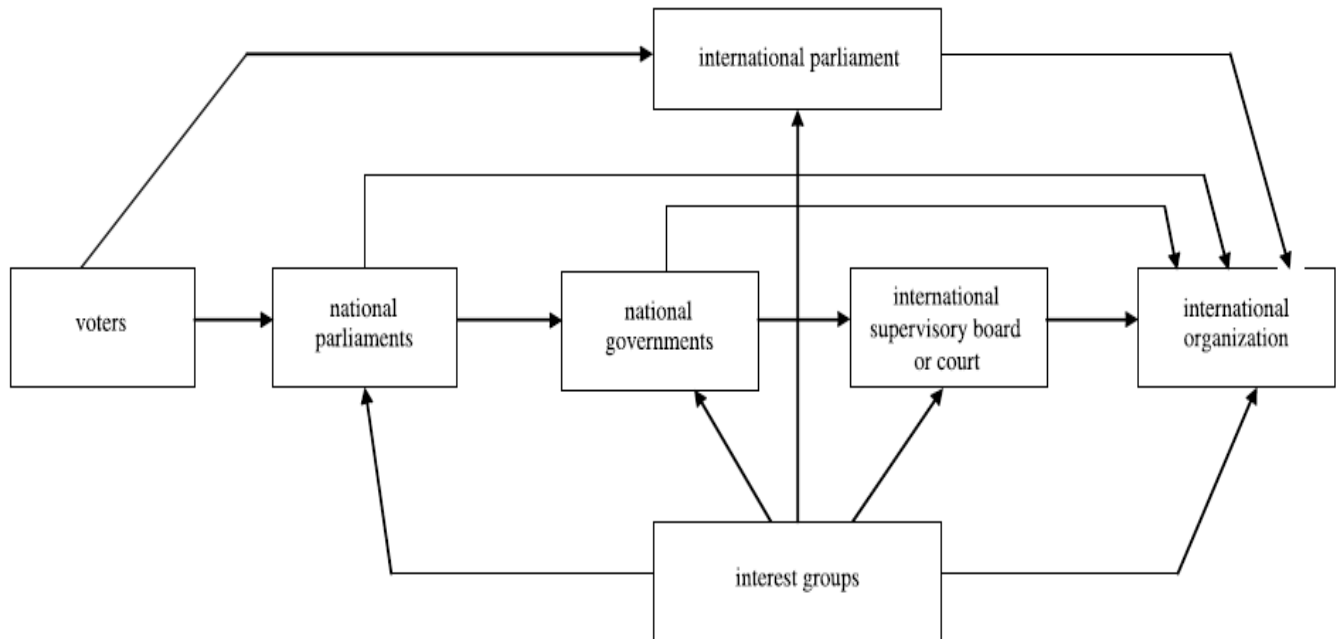 international parliament
voters
national
parliaments
national
governments
international
supervisory board
or court
international
organization
interest groups